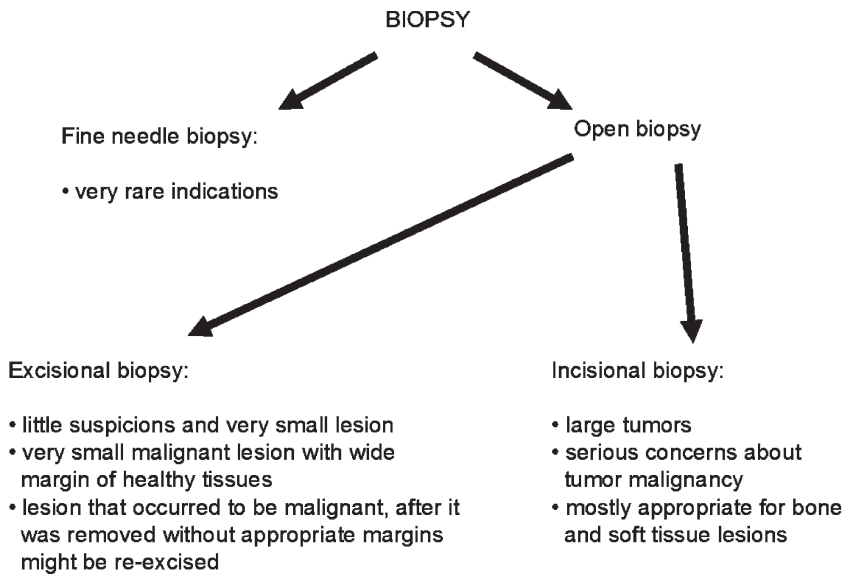 BIOPSY
Fine needle biopsy:
• very rare indications
Open biopsy
Excisional biopsy:
• little suspicions and very small lesion
• very small malignant lesion with wide
margin of healthy tissues
• lesion that occurred to be malignant, after it
was removed without appropriate margins
might be re-excised
Incisional biopsy:
• large tumors
• serious concerns about
tumor malignancy
• mostly appropriate for bone
and soft tissue lesions